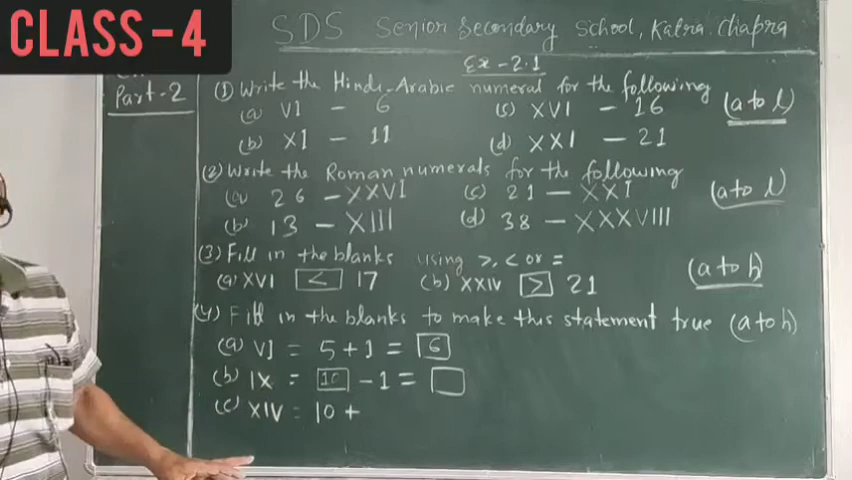 CLASS - 4
SDS Senior Secondary School, Katra. Chapra
Ex - 2.1
Part-2
(1) Write the Hindu-Arabic numeral for the following (a to l)
(a) VI - 6 (c) XVI - 16
(b) XI - 11 (d) XXI - 21
(2) Write the Roman numerals for the following (a to l)
(a) 26 - XXVI (c) 21 - XXI
(b) 13 - XIII (d) 38 - XXXVIII
(3) Fill in the blanks using >, < or = (a to h)
(a) XVI < 17 (b) XXIV > 21
(4) Fill in the blanks to make this statement true (a to h)
(a) VI = 5 + 1 = 6
(b) IX = 10 - 1 =
(c) XIV = 10 +